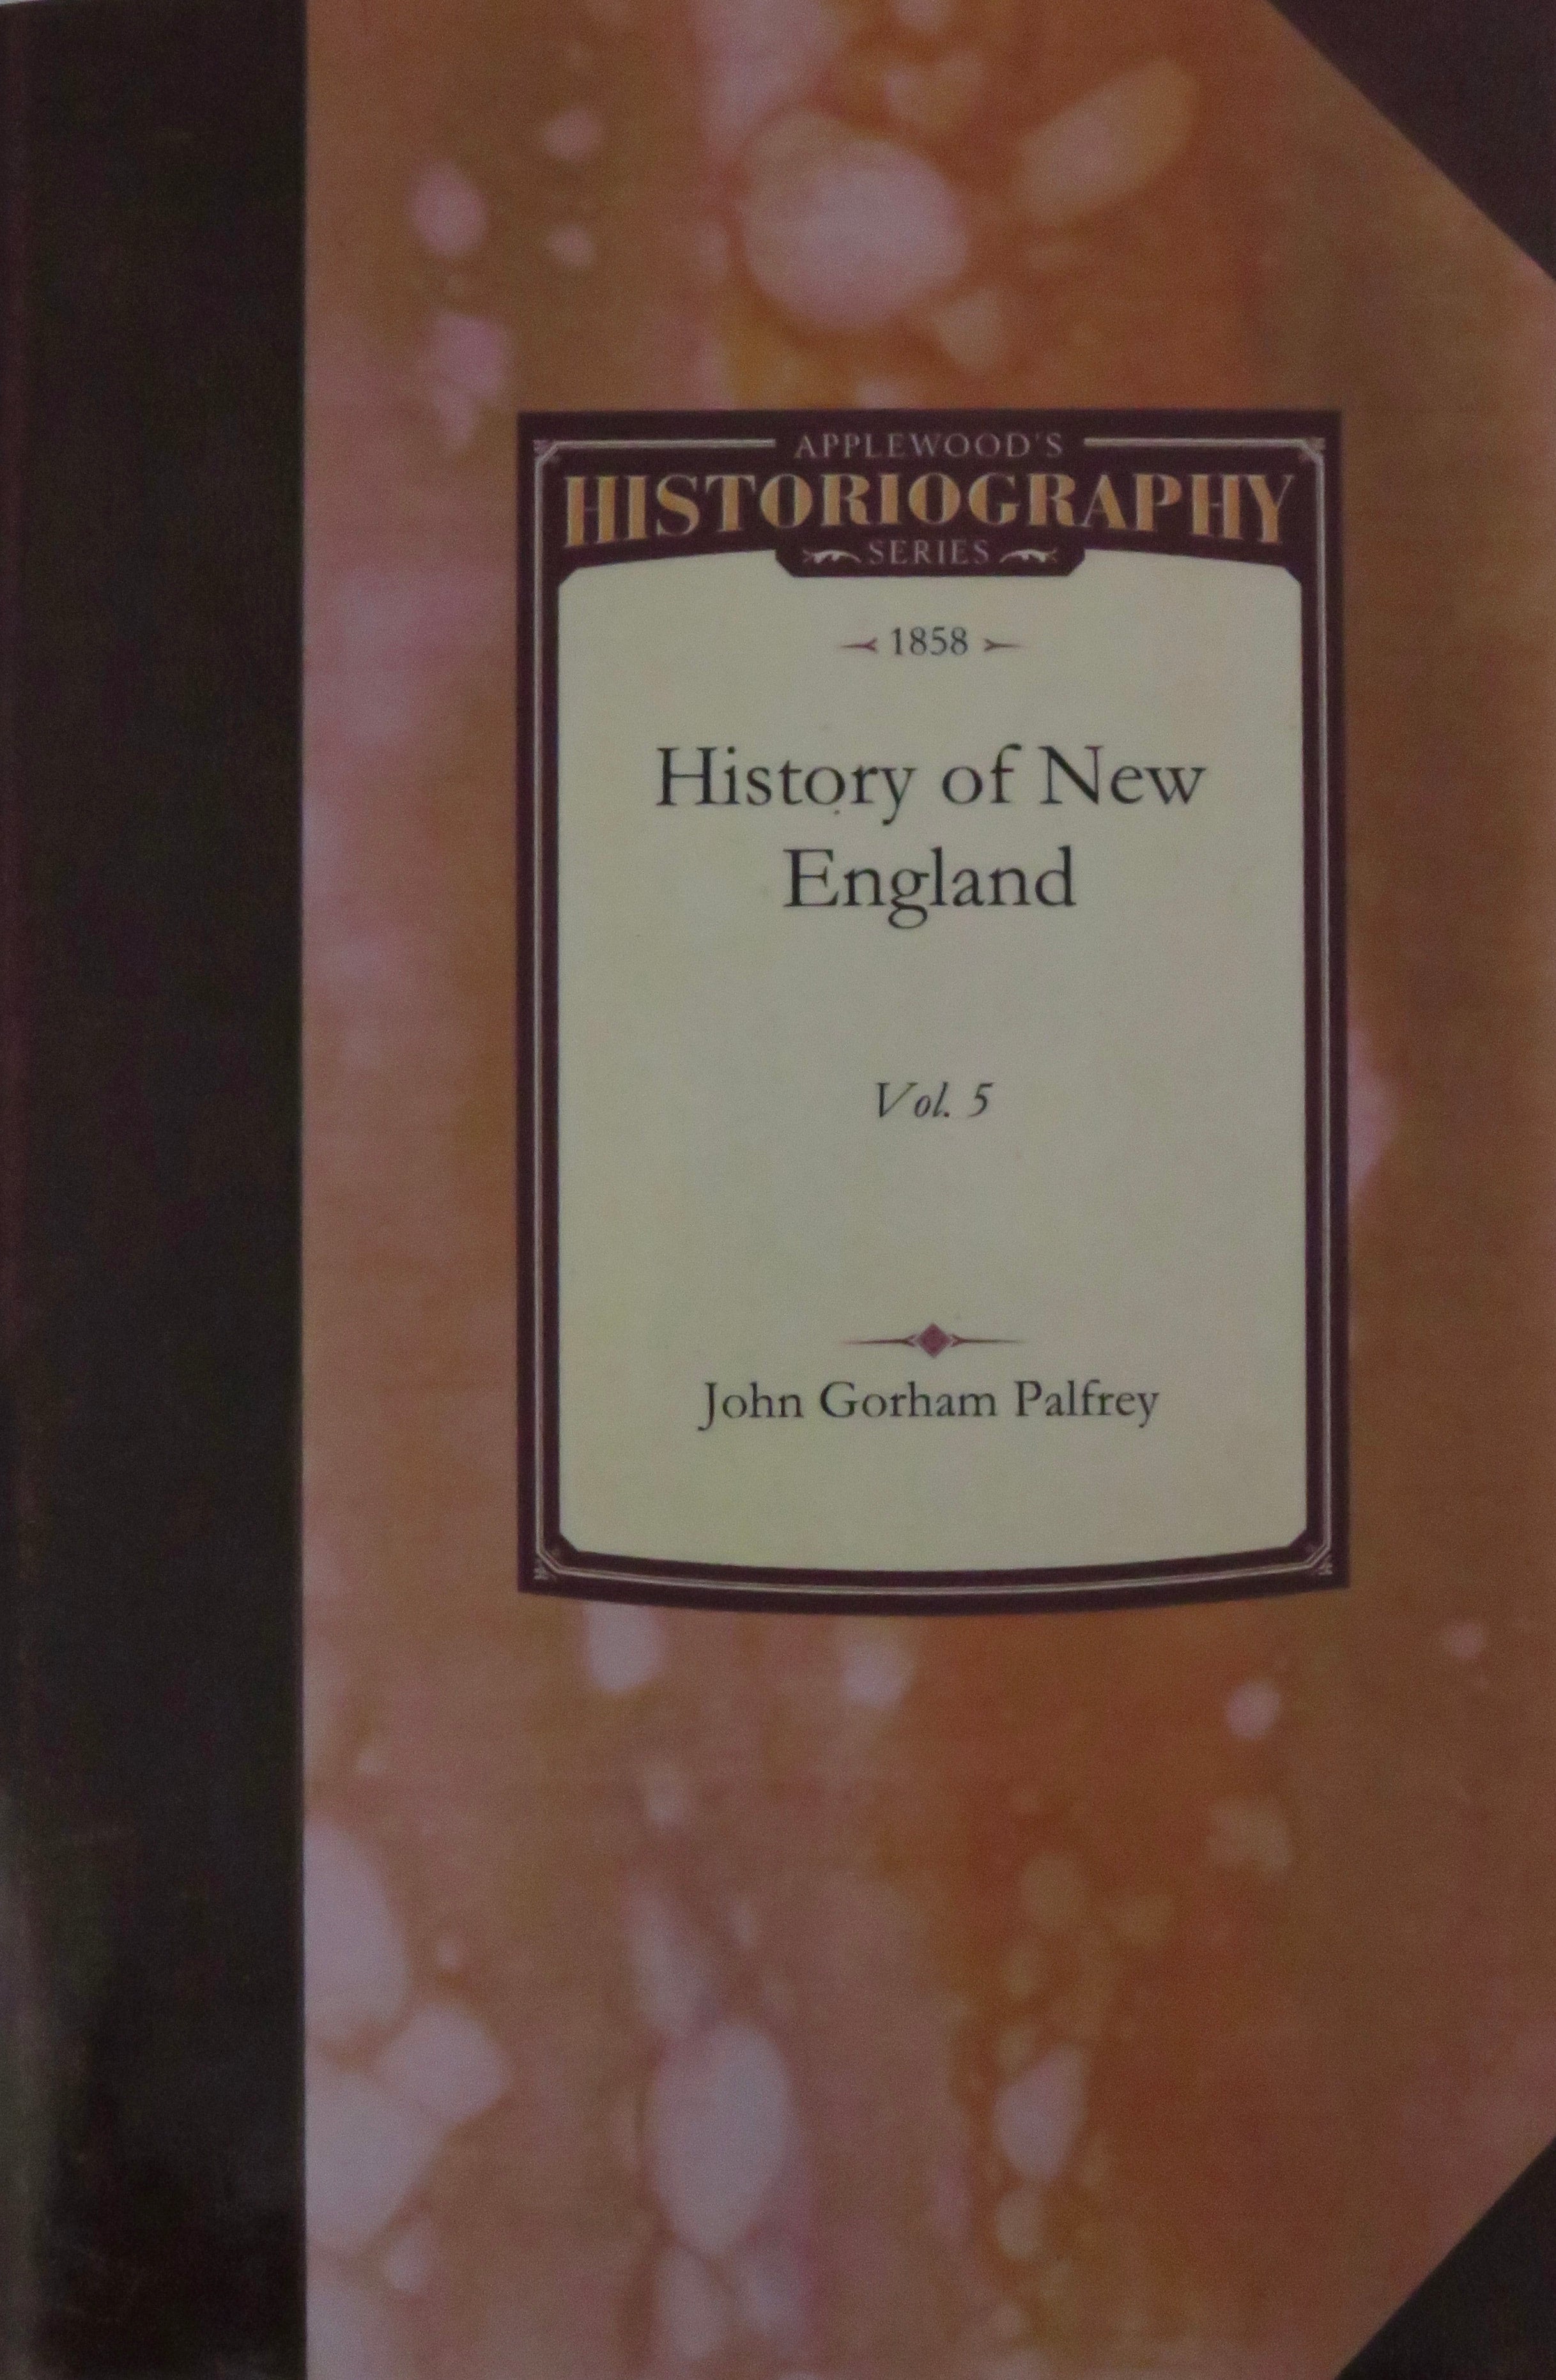 APPLEWOOD'S
HISTORIOGRAPHY
SERIES
1858
History of New
England
Vol. 5
John Gorham Palfrey